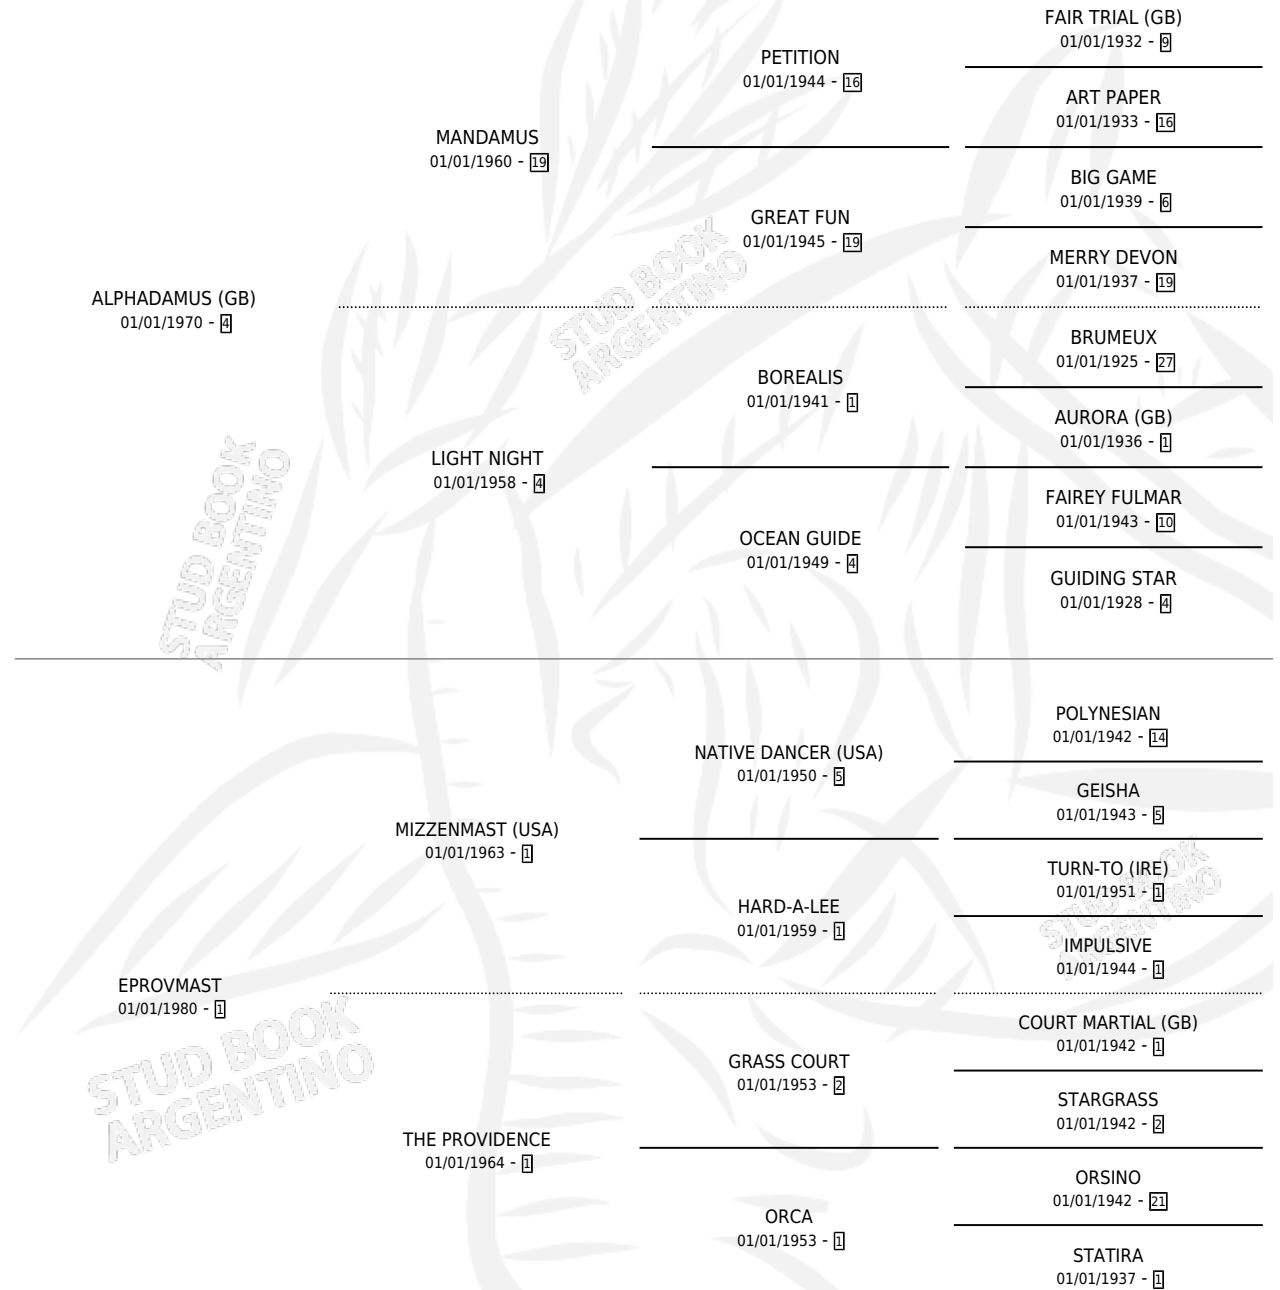 FAIR TRIAL (GB)
01/01/1932 - 9
PETITION
01/01/1944 - 16
ART PAPER
01/01/1933 - 16
MANDAMUS
01/01/1960 - 19
BIG GAME
01/01/1939 - 6
GREAT FUN
01/01/1945 - 19
MERRY DEVON
01/01/1937 - 19
ALPHADAMUS (GB)
01/01/1970 - 4
BRUMEUX
01/01/1925 - 27
BOREALIS
01/01/1941 - 1
AURORA (GB)
01/01/1936 - 1
LIGHT NIGHT
01/01/1958 - 4
FAIREY FULMAR
01/01/1943 - 10
OCEAN GUIDE
01/01/1949 - 4
GUIDING STAR
01/01/1928 - 4
POLYNESIAN
01/01/1942 - 14
NATIVE DANCER (USA)
01/01/1950 - 5
GEISHA
01/01/1943 - 5
MIZZENMAST (USA)
01/01/1963 - 1
TURN-TO (IRE)
01/01/1951 - 1
HARD-A-LEE
01/01/1959 - 1
IMPULSIVE
01/01/1944 - 1
EPROVMAST
01/01/1980 - 1
COURT MARTIAL (GB)
01/01/1942 - 1
GRASS COURT
01/01/1953 - 2
STARGRASS
01/01/1942 - 2
THE PROVIDENCE
01/01/1964 - 1
ORSINO
01/01/1942 - 21
ORCA
01/01/1953 - 1
STATIRA
01/01/1937 - 1
STUD BOOK
ARGENTINO
STUD BOOK
ARGENTINO
STUD BOOK
ARGENTINO
STUD BOOK
ARGENTINO